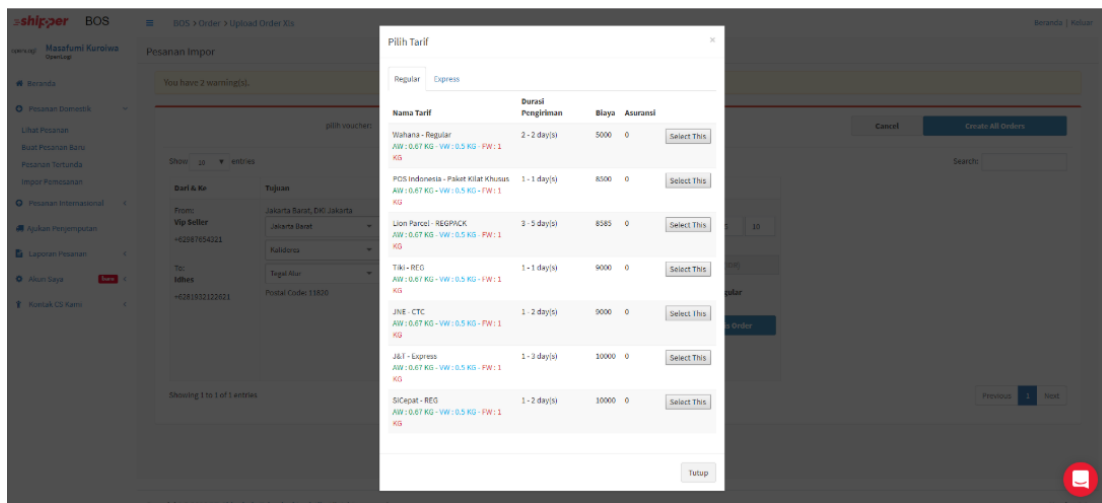 shipper BOS
BOS > Order > Upload Order Xls
Beranda | Keluar
Masafumi Kuroiwa
OpenLogi
Pesanan Impor
Beranda
You have 2 warning(s).
Pesanan Domestik
Lihat Pesanan
Buat Pesanan Baru
Pesanan Tertunda
Impor Pemesanan
Pesanan Internasional
Ajukan Penjemputan
Laporan Pesanan
Akun Saya
Kontak CS Kami
pilih voucher:
Cancel
Create All Orders
Show 10 entries
Search:
Dari & Ke
Tujuan
From:
Vip Seller
+62987654321
To:
+6281932122821
Jakarta Barat, DKI Jakarta
Jakarta Barat
Kalideres
Tegal Alur
Postal Code: 11820
10
Order
Showing 1 to 1 of 1 entries
Previous 1 Next
Pilih Tarif
×
Regular Express
Nama Tarif
Durasi
Pengiriman
Biaya Asuransi
Wahana - Regular 2 - 2 day(s) 5000 0 Select This
AW : 0.67 KG - VW : 0.5 KG - FW : 1
KG
POS Indonesia - Paket Kilat Khusus 1 - 1 day(s) 8500 0 Select This
AW : 0.67 KG - VW : 0.5 KG - FW : 1
KG
Lion Parcel - REGPACK 3 - 5 day(s) 8585 0 Select This
AW : 0.67 KG - VW : 0.5 KG - FW : 1
KG
Tiki - REG 1 - 1 day(s) 9000 0 Select This
AW : 0.67 KG - VW : 0.5 KG - FW : 1
KG
JNE - CTC 1 - 2 day(s) 9000 0 Select This
AW : 0.67 KG - VW : 0.5 KG - FW : 1
KG
J&T - Express 1 - 3 day(s) 10000 0 Select This
AW : 0.67 KG - VW : 0.5 KG - FW : 1
KG
SiCepat - REG 1 - 2 day(s) 10000 0 Select This
AW : 0.67 KG - VW : 0.5 KG - FW : 1
KG
Tutup